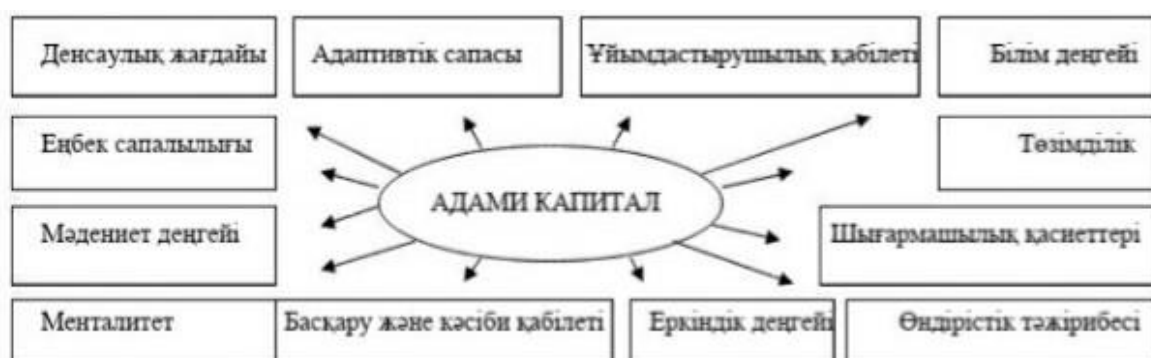 Денсаулық жағдайы
Адаптивтік сапасы
Ұйымдастырушылық қабілеті
Білім деңгейі
Еңбек сапалылығы
Төзімділік
АДАМИ КАПИТАЛ
Мәдениет деңгейі
Шығармашылық қасиеттері
Менталитет
Басқару және кәсіби қабілеті
Еркіндік деңгейі
Өндірістік тәжірибесі